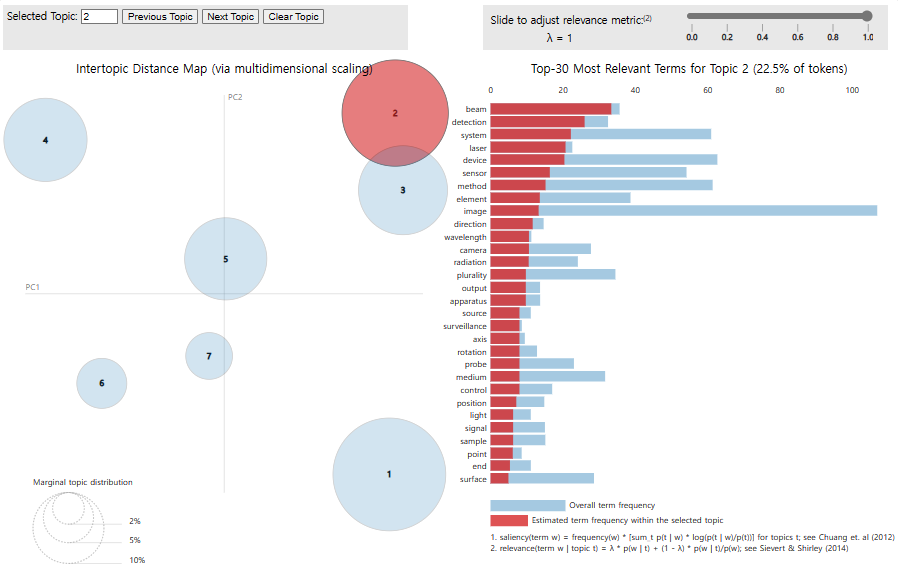 Selected Topic: 2 Previous Topic Next Topic Clear Topic
Slide to adjust relevance metric:(2)
λ = 1
0.0 0.2 0.4 0.6 0.8 1.0
Intertopic Distance Map (via multidimensional scaling)
PC2
PC1
4
2
3
5
7
6
1
Marginal topic distribution
2%
5%
10%
Top-30 Most Relevant Terms for Topic 2 (22.5% of tokens)
0 20 40 60 80 100
beam
detection
system
laser
device
sensor
method
element
image
direction
wavelength
camera
radiation
plurality
output
apparatus
source
surveillance
axis
rotation
probe
medium
control
position
light
signal
sample
point
end
surface
Overall term frequency
Estimated term frequency within the selected topic
1. saliency(term w) = frequency(w) * [sum_t p(t | w) * log(p(t | w)/p(t))] for topics t; see Chuang et. al (2012)
2. relevance(term w | topic t) = λ * p(w | t) + (1 - λ) * p(w | t)/p(w); see Sievert & Shirley (2014)